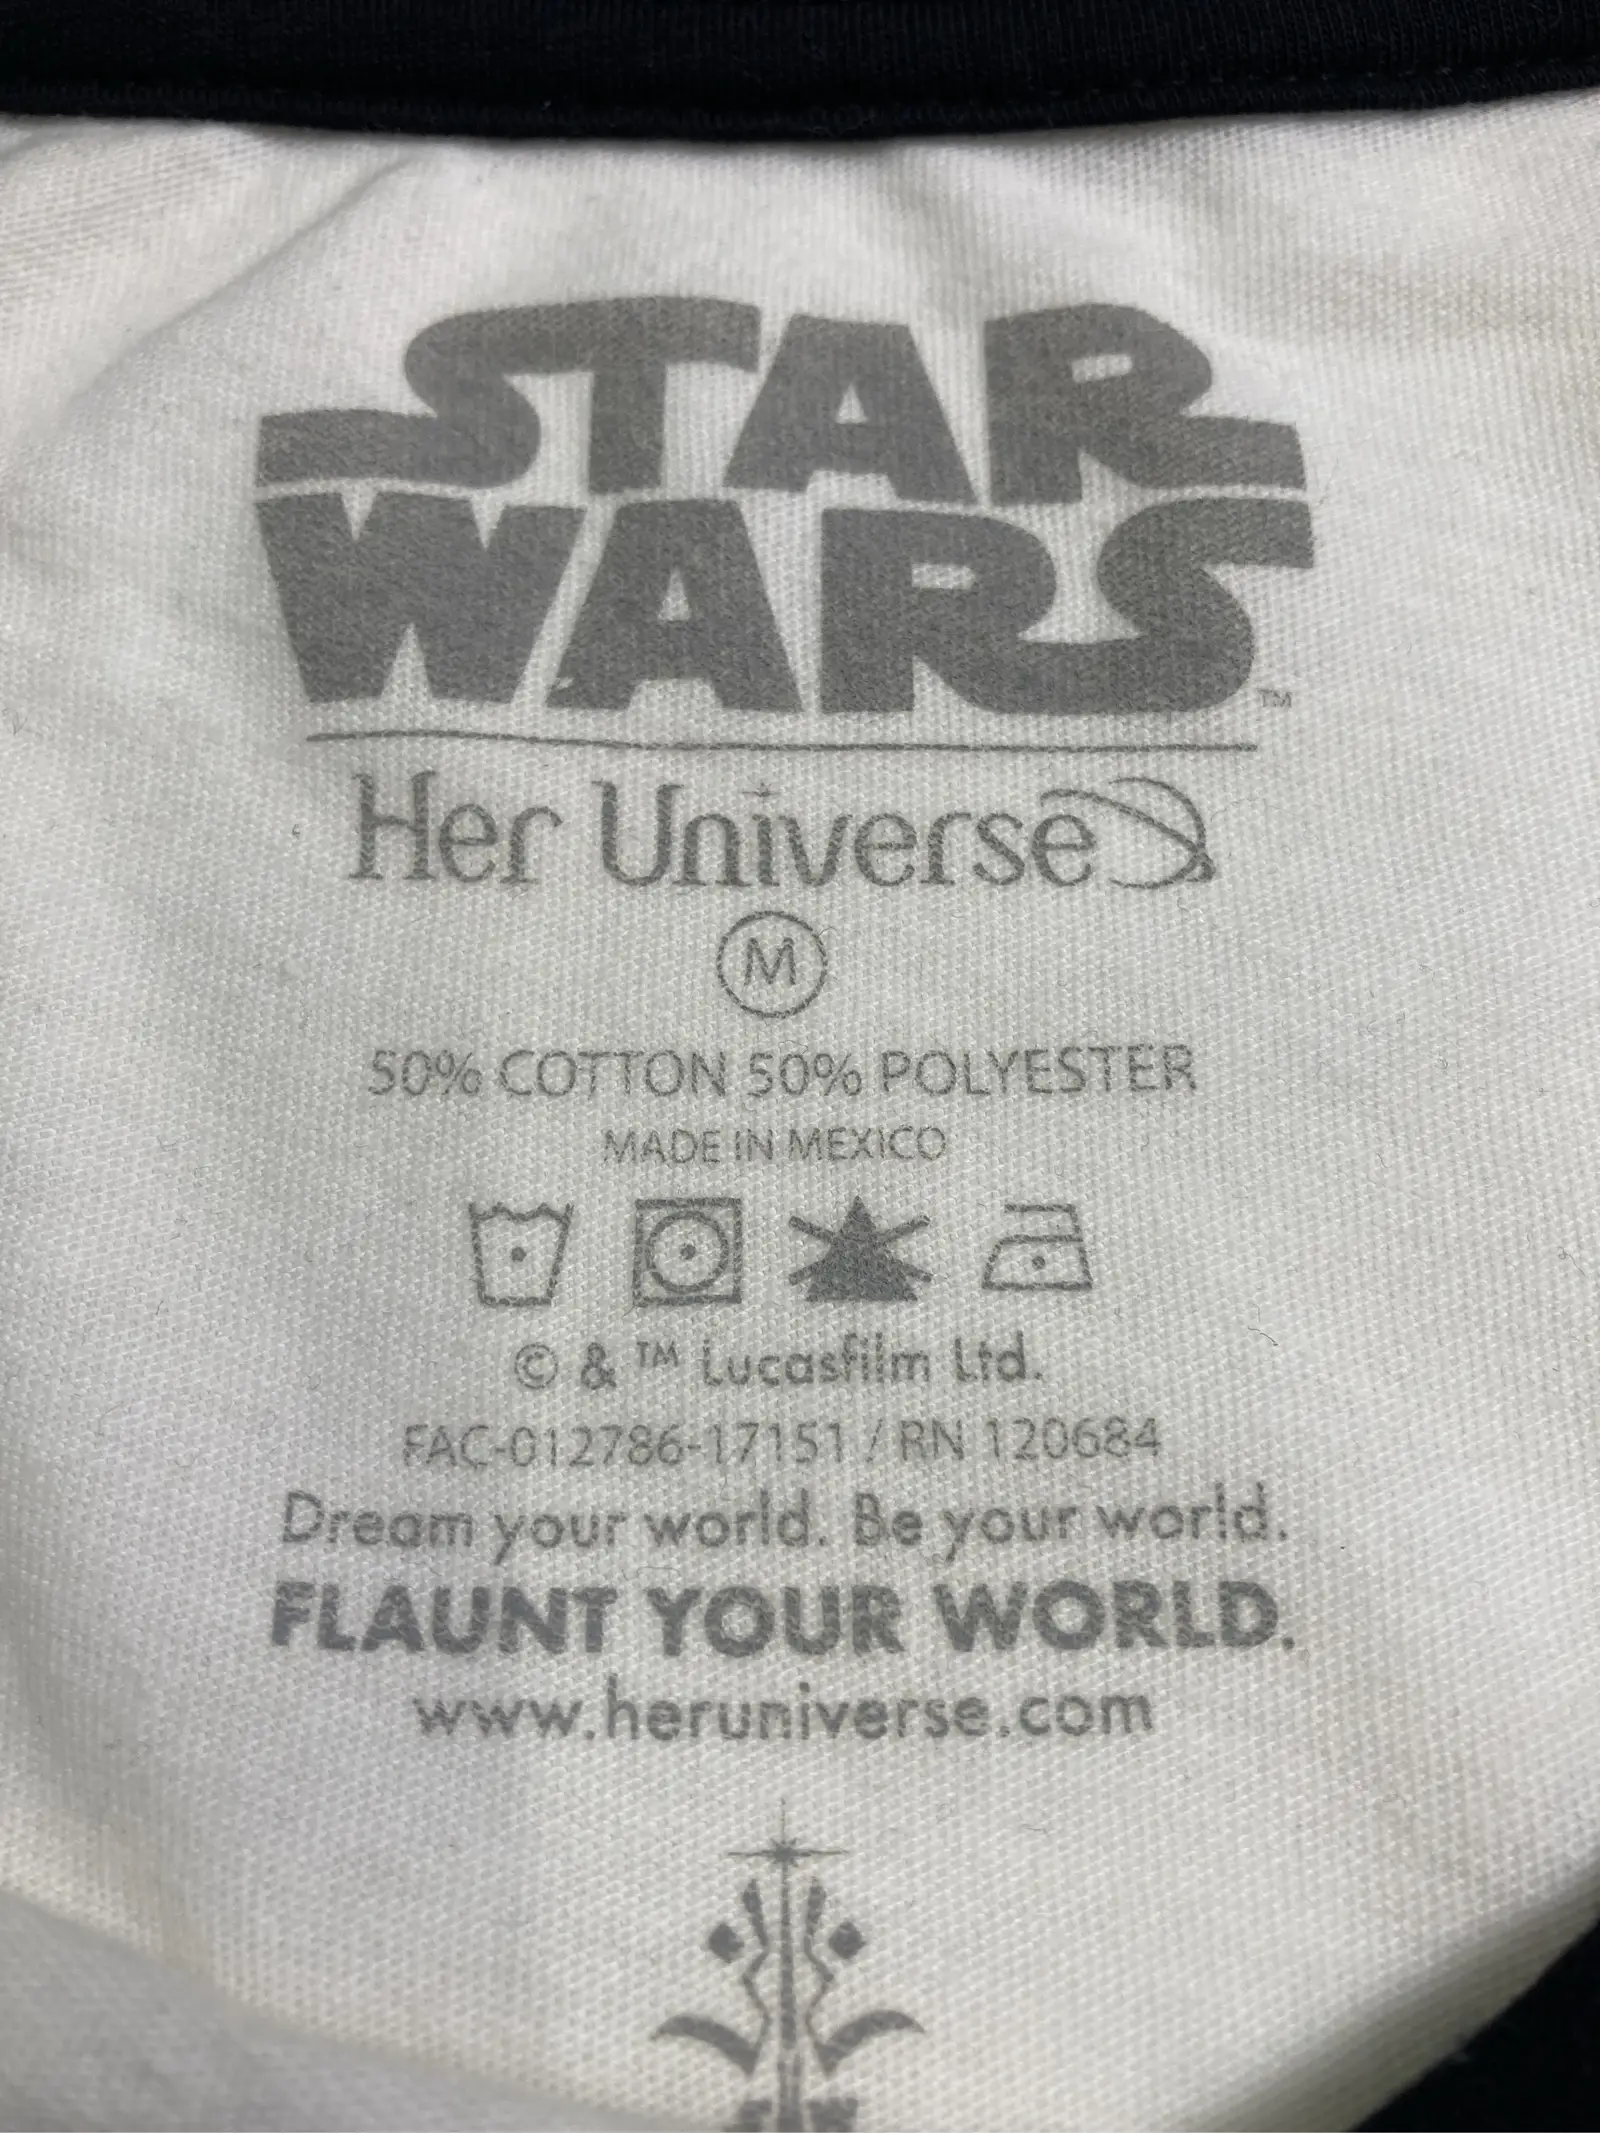 STAR
WARS™
Her Universe
M
50% COTTON 50% POLYESTER
MADE IN MEXICO
© & ™ Lucasfilm Ltd.
FAC-012786-17151 / RN 120684
Dream your world. Be your world.
FLAUNT YOUR WORLD.
www.heruniverse.com